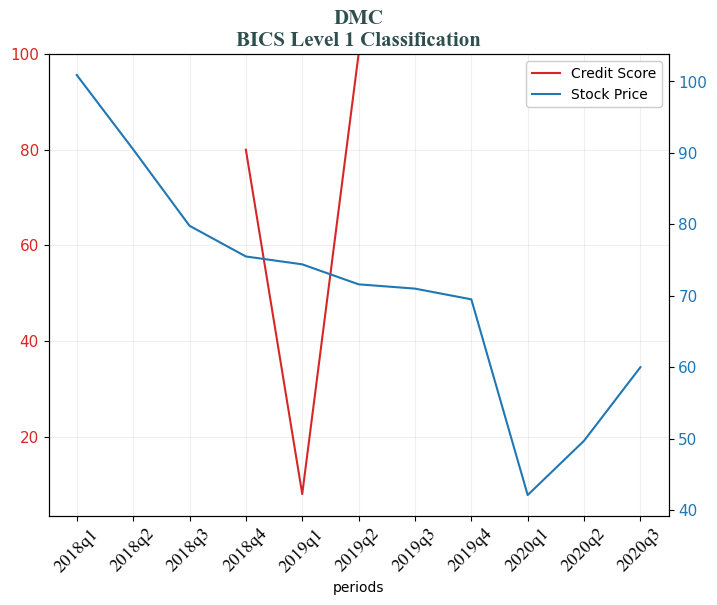 DMC
BICS Level 1 Classification
Credit Score
Stock Price
100
80
60
40
20
100
90
80
70
60
50
40
2018q1
2018q2
2018q3
2018q4
2019q1
2019q2
2019q3
2019q4
2020q1
2020q2
2020q3
periods